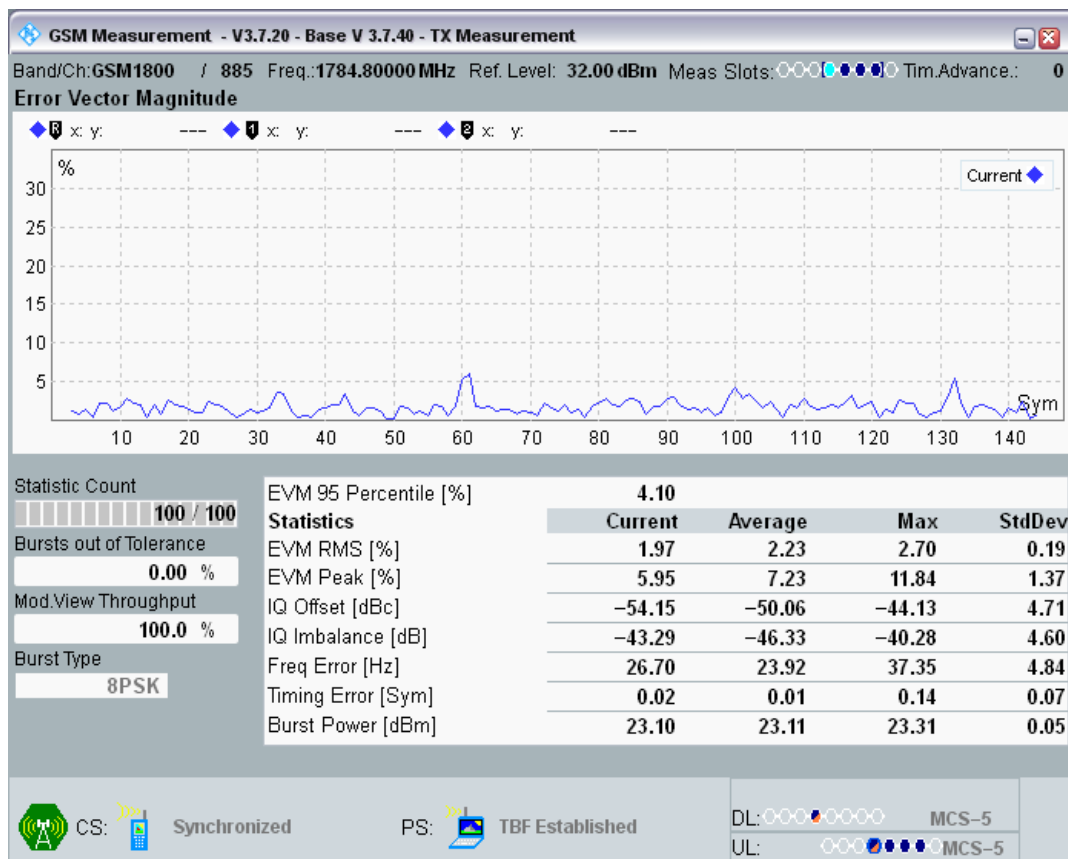 GSM Measurement - V3.7.20 - Base V 3.7.40 - TX Measurement
Band/Ch:GSM1800 / 885 Freq.:1784.80000 MHz Ref. Level: 32.00 dBm Meas Slots: Tim.Advance.: 0
Error Vector Magnitude
R x: y: --- 1 x: y: --- 2 x: y: ---
%
Current
30
25
20
15
10
5
Sym
10 20 30 40 50 60 70 80 90 100 110 120 130 140
Statistic Count
100 / 100
Bursts out of Tolerance
0.00 %
Mod.View Throughput
100.0 %
Burst Type
8PSK
EVM 95 Percentile [%] 4.10
Statistics Current Average Max StdDev
EVM RMS [%] 1.97 2.23 2.70 0.19
EVM Peak [%] 5.95 7.23 11.84 1.37
IQ Offset [dBc] −54.15 −50.06 −44.13 4.71
IQ Imbalance [dB] −43.29 −46.33 −40.28 4.60
Freq Error [Hz] 26.70 23.92 37.35 4.84
Timing Error [Sym] 0.02 0.01 0.14 0.07
Burst Power [dBm] 23.10 23.11 23.31 0.05
CS: Synchronized PS: TBF Established
DL: MCS−5
UL: MCS−5